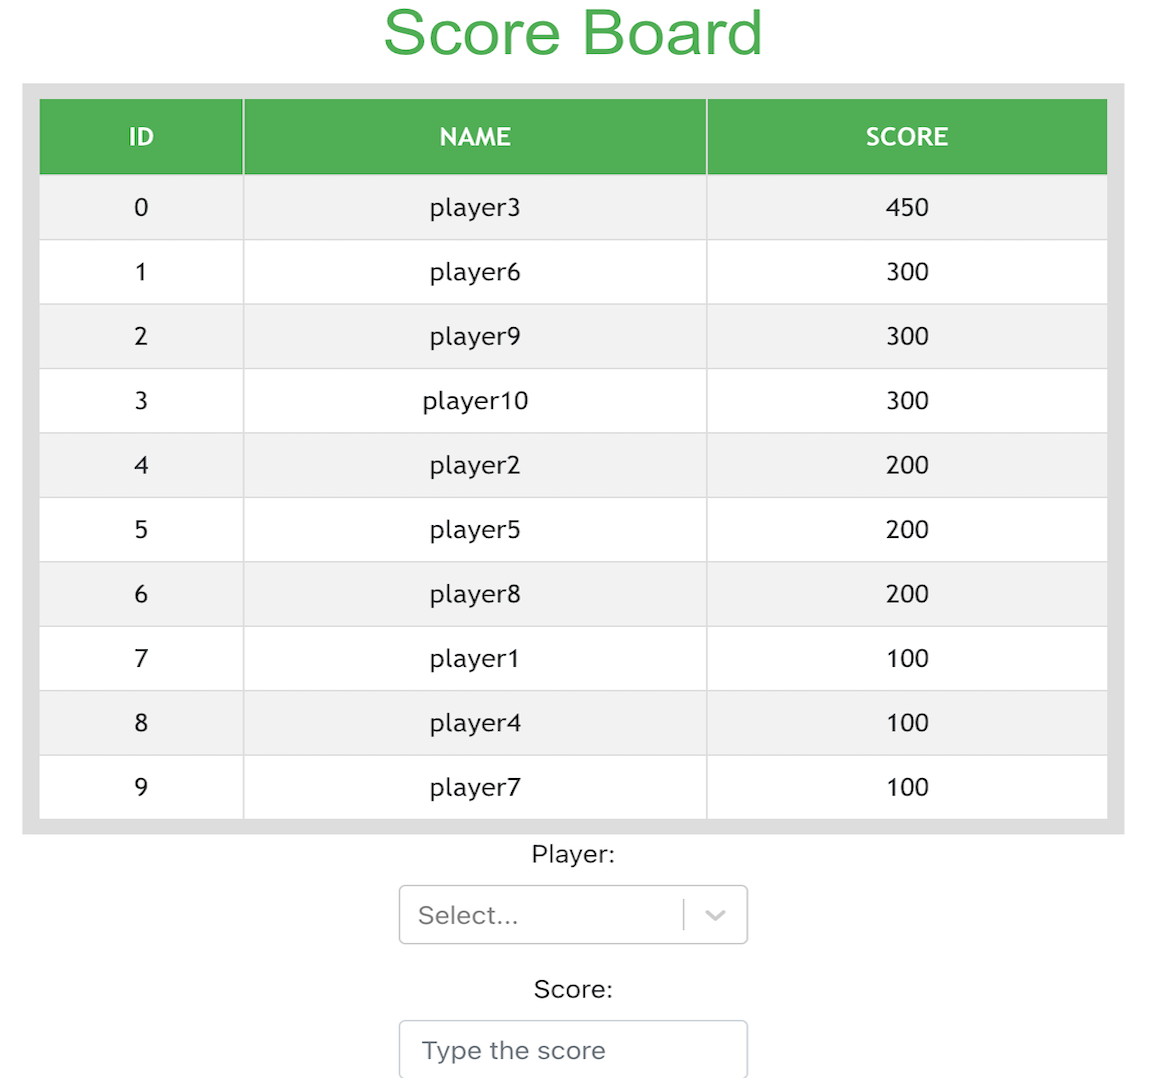 Score Board
ID NAME SCORE
0 player3 450
1 player6 300
2 player9 300
3 player10 300
4 player2 200
5 player5 200
6 player8 200
7 player1 100
8 player4 100
9 player7 100
Player:
Select...
Score:
Type the score